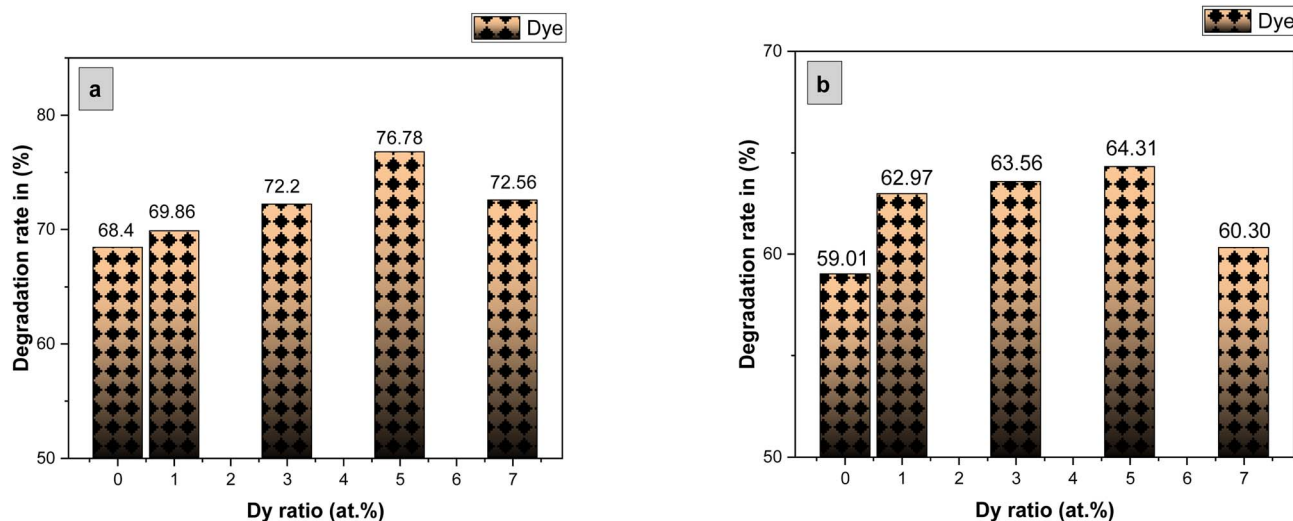 Dye
a
Degradation rate in (%)
80
70
60
50
68.4
69.86
72.2
76.78
72.56
0 1 2 3 4 5 6 7
Dy ratio (at.%)
Dye
b
Degradation rate in (%)
70
60
50
59.01
62.97
63.56
64.31
60.30
0 1 2 3 4 5 6 7
Dy ratio (at.%)